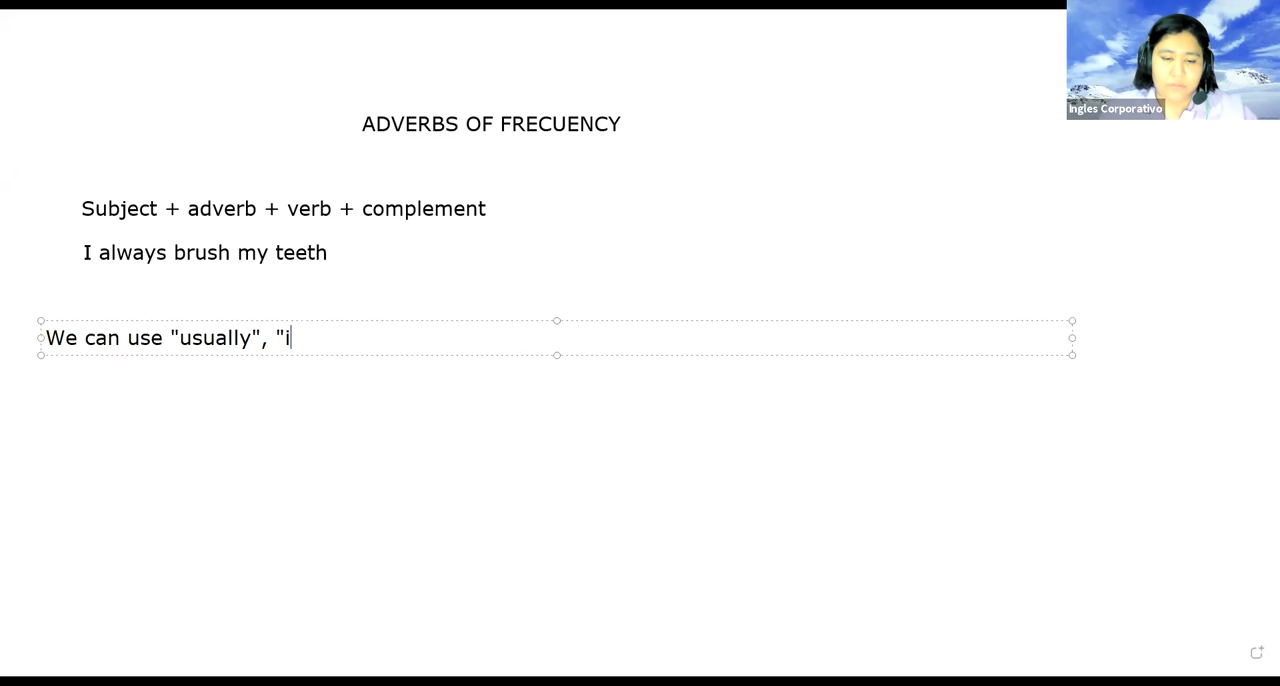 Ingles Corporativo
ADVERBS OF FRECUENCY
Subject + adverb + verb + complement
I always brush my teeth
We can use "usually", "i